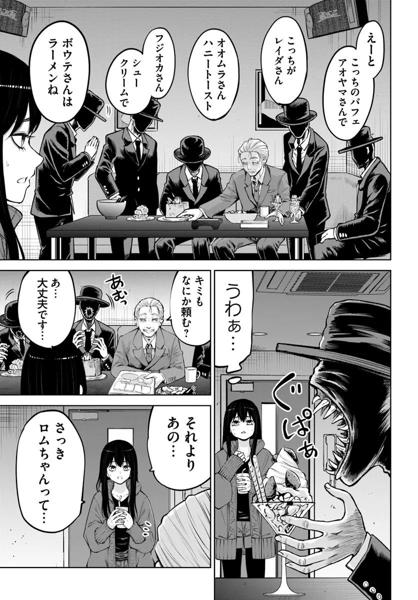 えーと
こっちのパフェ
アオヤマさんで
こっちが
レイダさん
オオムラさん
ハニートースト
フジオカさん
シュー
クリームで
ボウテさんは
ラーメンね
うわぁ…
ぐぱぁ
キミも
なにか頼む?
あむっ
あ…
大丈夫です…
それより
あの…
さっき
ロムちゃんって…